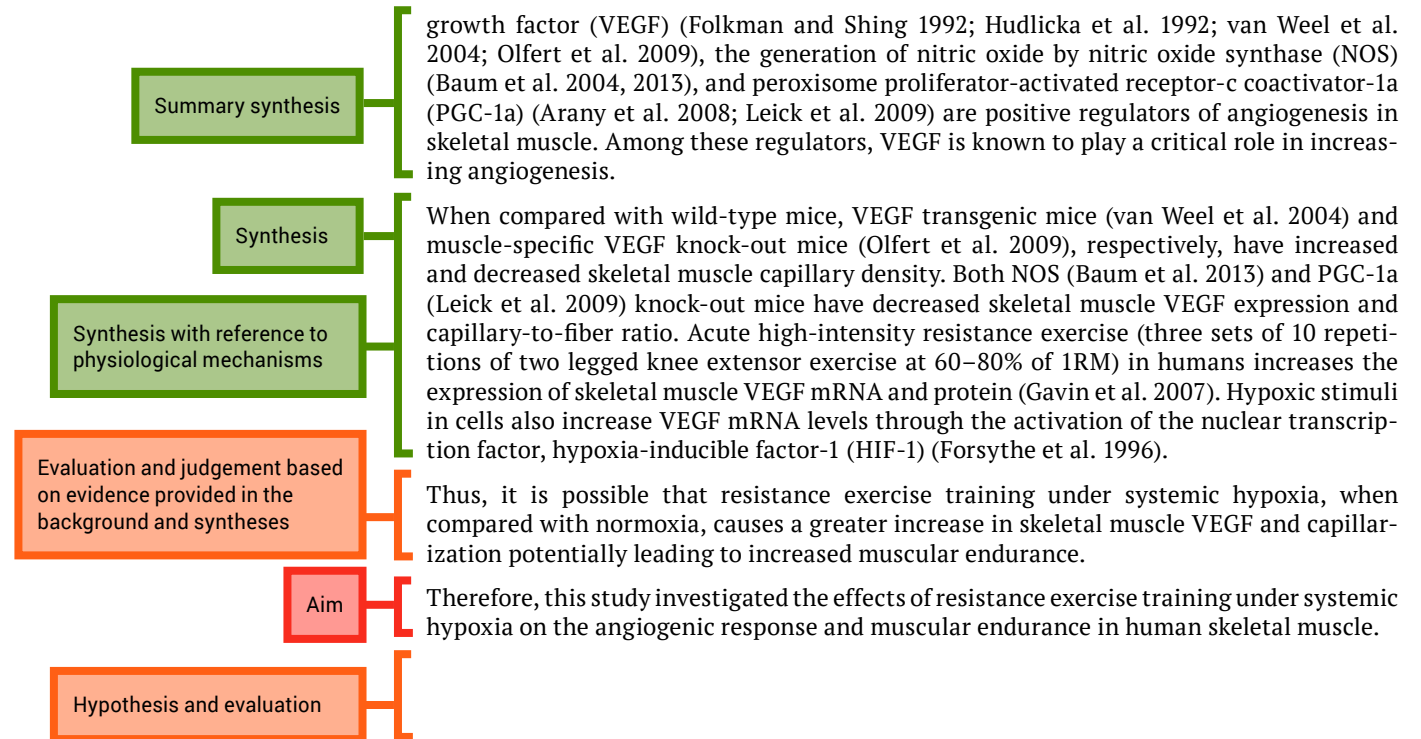 growth factor (VEGF) (Folkman and Shing 1992; Hudlicka et al. 1992; van Weel et al.
2004; Olfert et al. 2009), the generation of nitric oxide by nitric oxide synthase (NOS)
(Baum et al. 2004, 2013), and peroxisome proliferator-activated receptor-c coactivator-1a
(PGC-1a) (Arany et al. 2008; Leick et al. 2009) are positive regulators of angiogenesis in
skeletal muscle. Among these regulators, VEGF is known to play a critical role in increas-
ing angiogenesis.
Summary synthesis
When compared with wild-type mice, VEGF transgenic mice (van Weel et al. 2004) and
muscle-specific VEGF knock-out mice (Olfert et al. 2009), respectively, have increased
and decreased skeletal muscle capillary density. Both NOS (Baum et al. 2013) and PGC-1a
(Leick et al. 2009) knock-out mice have decreased skeletal muscle VEGF expression and
capillary-to-fiber ratio. Acute high-intensity resistance exercise (three sets of 10 repeti-
tions of two legged knee extensor exercise at 60–80% of 1RM) in humans increases the
expression of skeletal muscle VEGF mRNA and protein (Gavin et al. 2007). Hypoxic stimuli
in cells also increase VEGF mRNA levels through the activation of the nuclear transcrip-
tion factor, hypoxia-inducible factor-1 (HIF-1) (Forsythe et al. 1996).
Synthesis
Synthesis with reference to
physiological mechanisms
Evaluation and judgement based
on evidence provided in the
background and syntheses
Thus, it is possible that resistance exercise training under systemic hypoxia, when
compared with normoxia, causes a greater increase in skeletal muscle VEGF and capillar-
ization potentially leading to increased muscular endurance.
Aim
Therefore, this study investigated the effects of resistance exercise training under systemic
hypoxia on the angiogenic response and muscular endurance in human skeletal muscle.
Hypothesis and evaluation